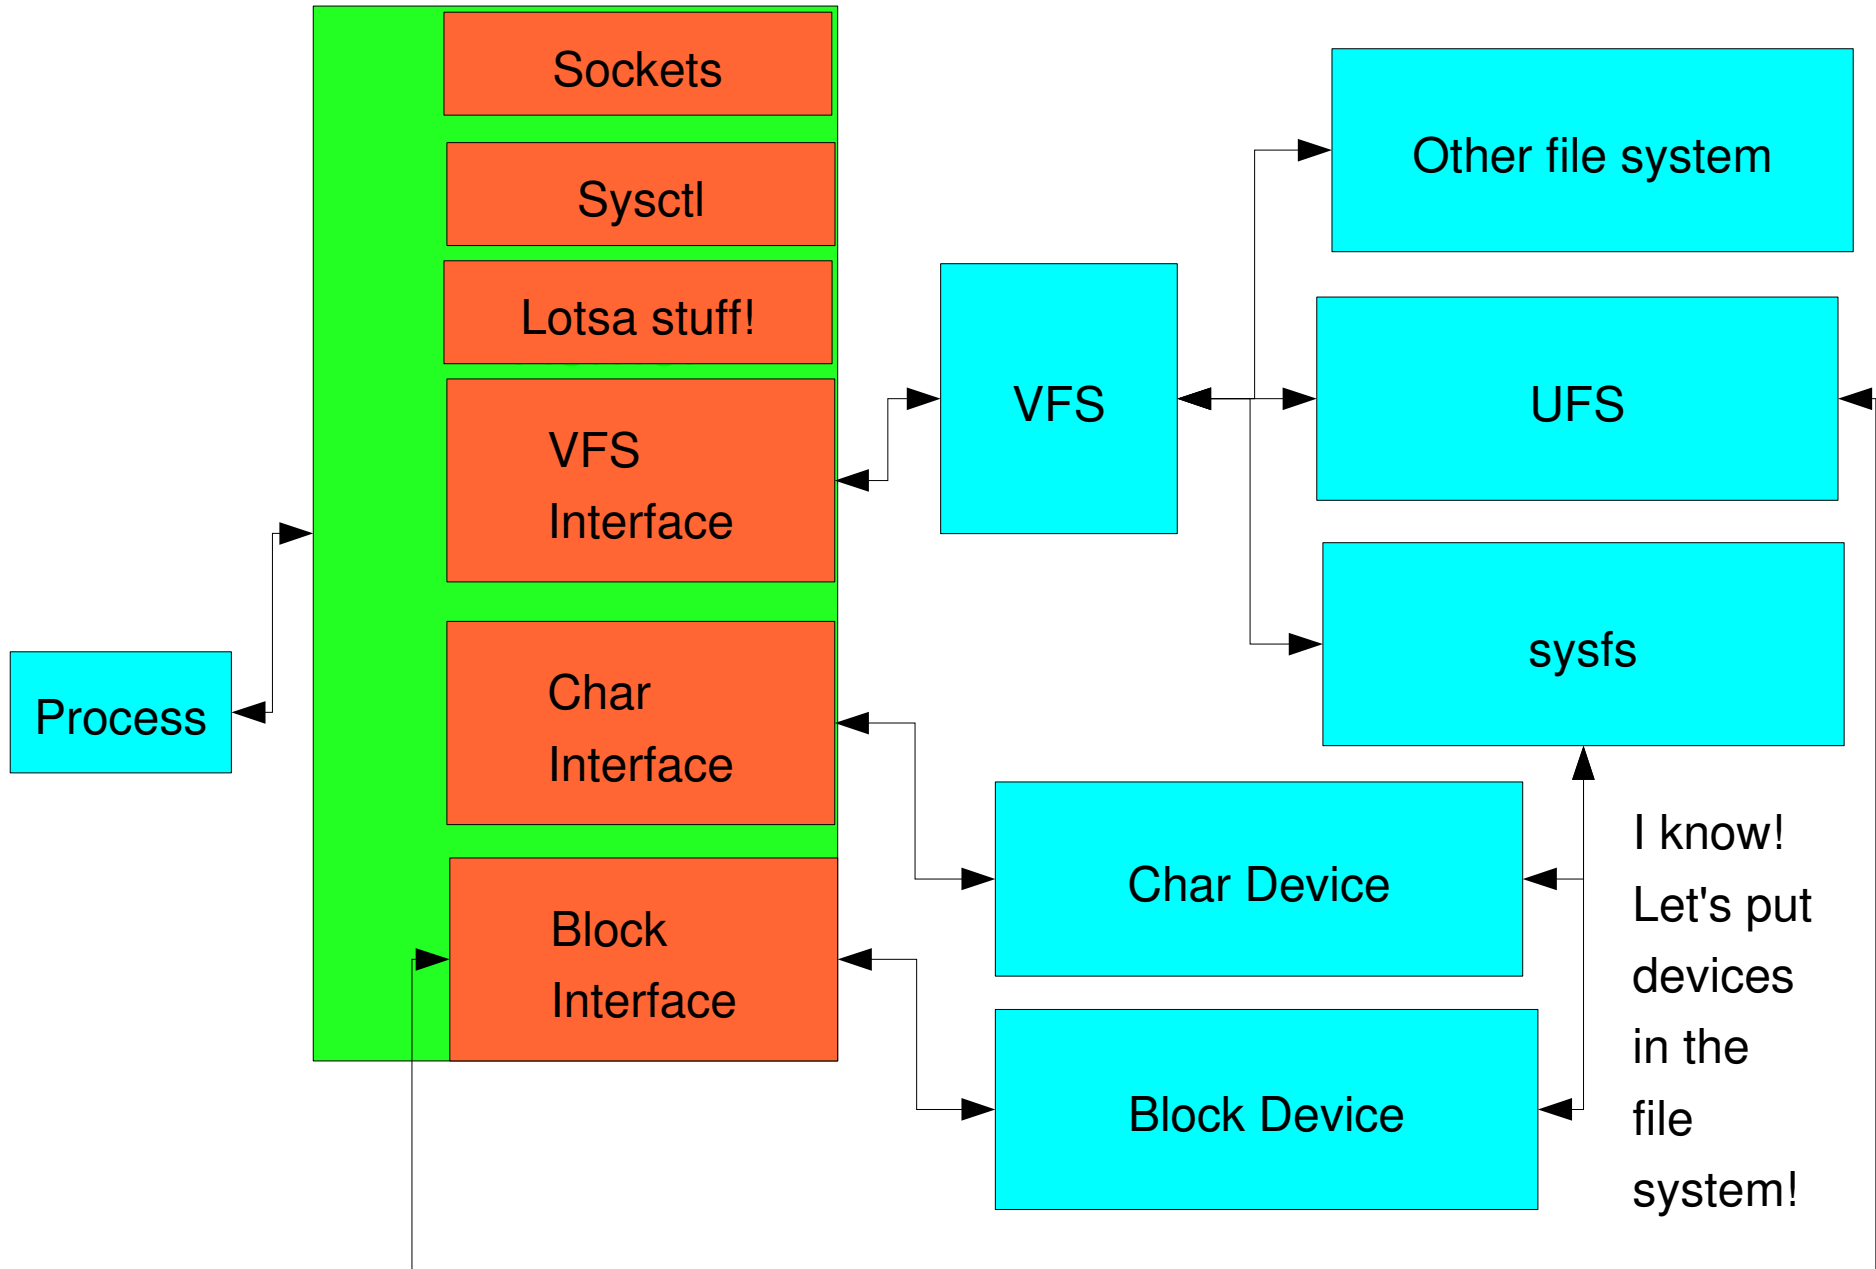 Sockets
Sysctl
Lotsa stuff!
VFS
Interface
Char
Interface
Block
Interface
Process
VFS
Other file system
UFS
sysfs
Char Device
Block Device
I know!
Let's put
devices
in the
file
system!